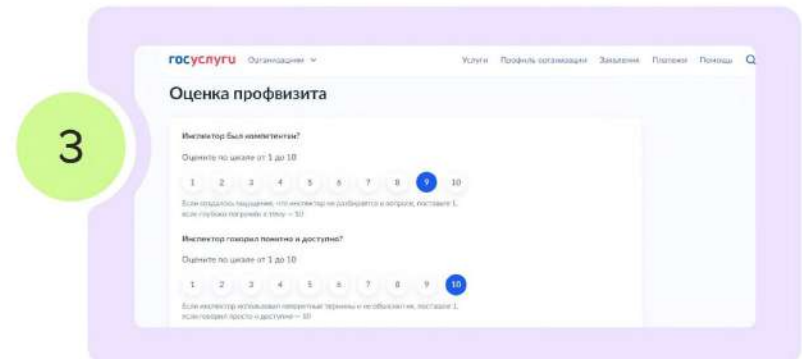 3
госуслуги Организациям Услуги Профиль организации Заявления Платежи Помощь
Оценка профвизита
Инспектор был компетентен?
Оцените по шкале от 1 до 10
1 2 3 4 5 6 7 8 9 10
Если создалось ощущение, что инспектор не разбирается в вопросе, поставьте 1,
если глубоко погружён в тему — 10
Инспектор говорил понятно и доступно?
Оцените по шкале от 1 до 10
1 2 3 4 5 6 7 8 9 10
Если инспектор использовал непонятные термины и не объяснял их, поставьте 1,
если говорил просто и доступно — 10